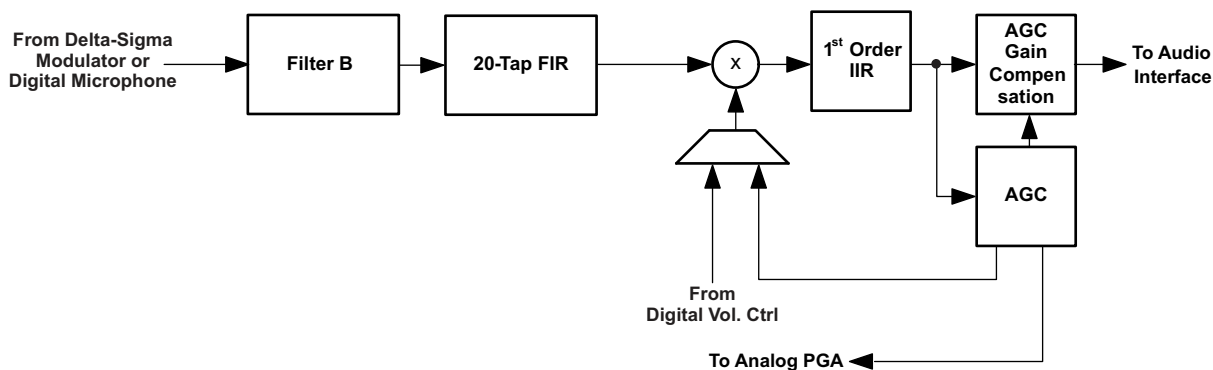 From Delta-Sigma
Modulator or
Digital Microphone
Filter B
20-Tap FIR
X
1st Order
IIR
AGC
Gain
Compen
sation
To Audio
Interface
AGC
From
Digital Vol. Ctrl
To Analog PGA